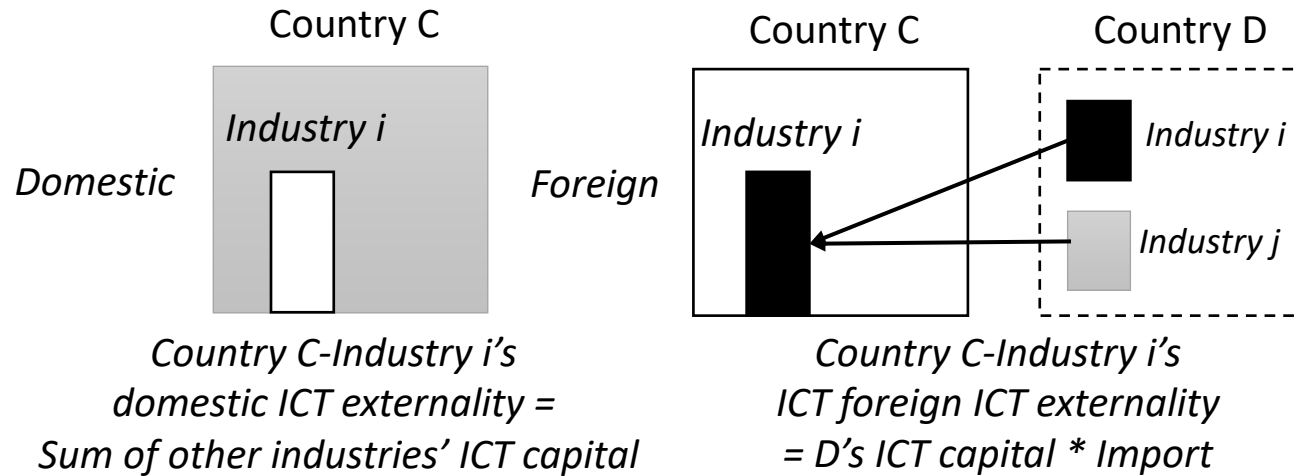 Country C
Industry i
Domestic
Country C-Industry i's
domestic ICT externality =
Sum of other industries' ICT capital
Country C
Country D
Industry i
Industry i
Foreign
Industry j
Country C-Industry i's
ICT foreign ICT externality
= D's ICT capital * Import